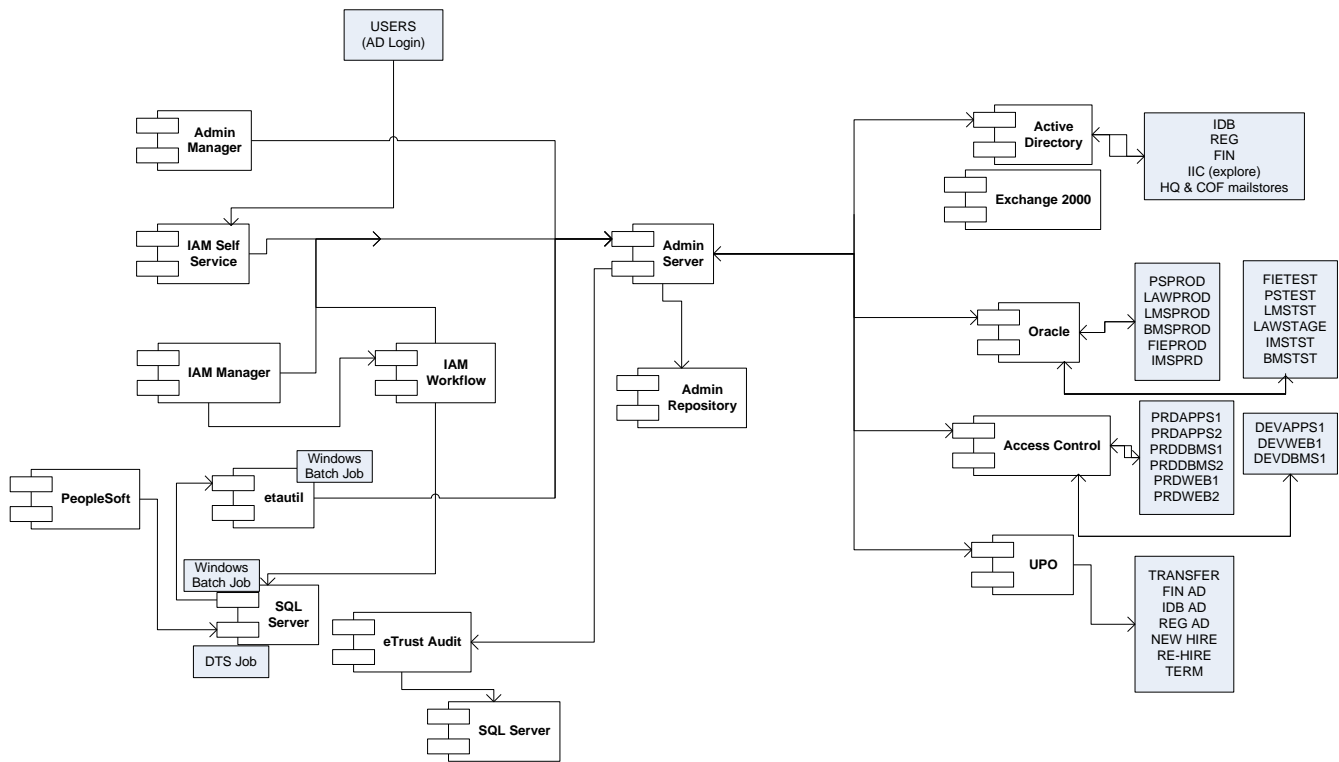 USERS
(AD Login)
Admin
Manager
IAM Self
Service
IAM Manager
IAM
Workflow
Windows
Batch Job
etautil
PeopleSoft
Windows
Batch Job
SQL
Server
DTS Job
eTrust Audit
SQL Server
Admin
Server
Admin
Repository
Active
Directory
Exchange 2000
IDB
REG
FIN
IIC (explore)
HQ & COF mailstores
Oracle
PSPROD
LAWPROD
LMSPROD
BMSPROD
FIEPROD
IMSPRD
FIETEST
PSTEST
LMSTST
LAWSTAGE
IMSTST
BMSTST
Access Control
PRDAPPS1
PRDAPPS2
PRDDBMS1
PRDDBMS2
PRDWEB1
PRDWEB2
DEVAPPS1
DEVWEB1
DEVDBMS1
UPO
TRANSFER
FIN AD
IDB AD
REG AD
NEW HIRE
RE-HIRE
TERM